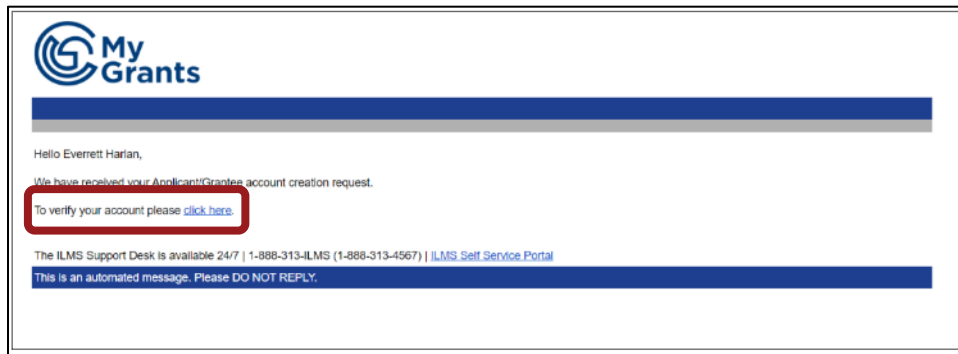 My
Grants
Hello Everrett Harlan,
We have received your Applicant/Grantee account creation request.
To verify your account please click here.
The ILMS Support Desk is available 24/7 | 1-888-313-ILMS (1-888-313-4567) | ILMS Self Service Portal
This is an automated message. Please DO NOT REPLY.